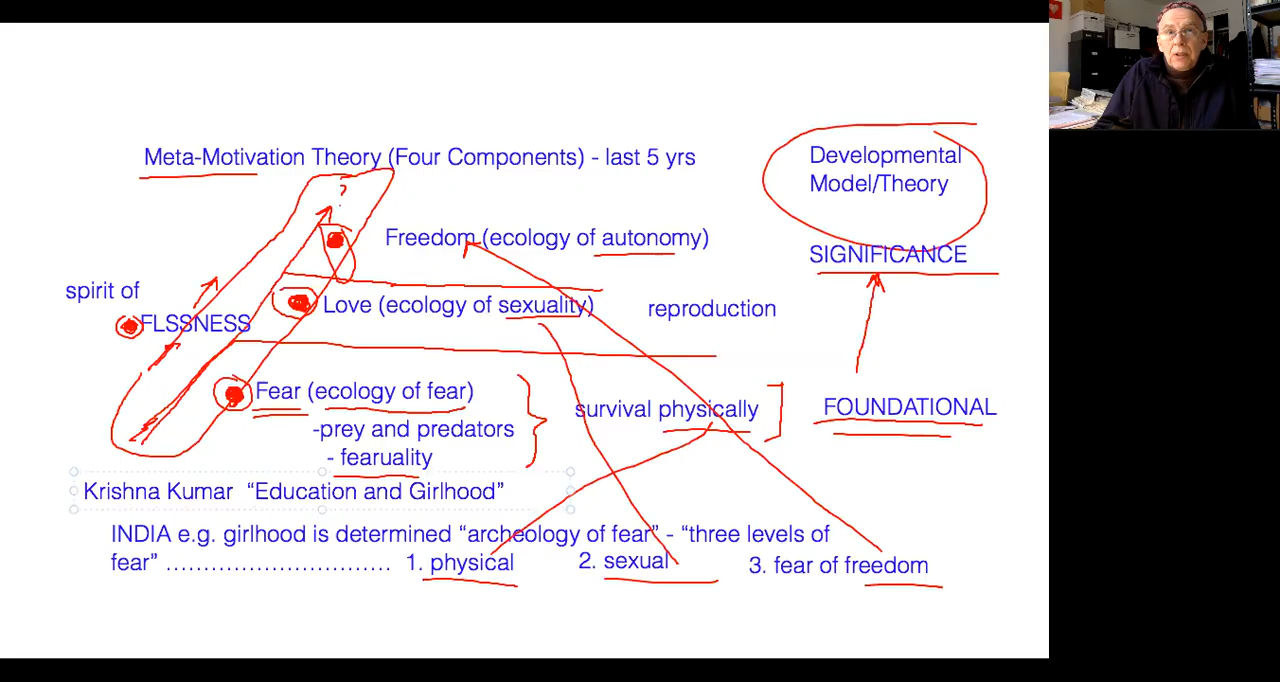 Meta-Motivation Theory (Four Components) - last 5 yrs
Developmental
Model/Theory
?
Freedom (ecology of autonomy)
SIGNIFICANCE
spirit of
FLSSNESS
Love (ecology of sexuality)
reproduction
Fear (ecology of fear)
survival physically
FOUNDATIONAL
-prey and predators
- fearuality
Krishna Kumar “Education and Girlhood”
INDIA e.g. girlhood is determined “archeology of fear” - “three levels of
fear” .............................. 1. physical 2. sexual 3. fear of freedom